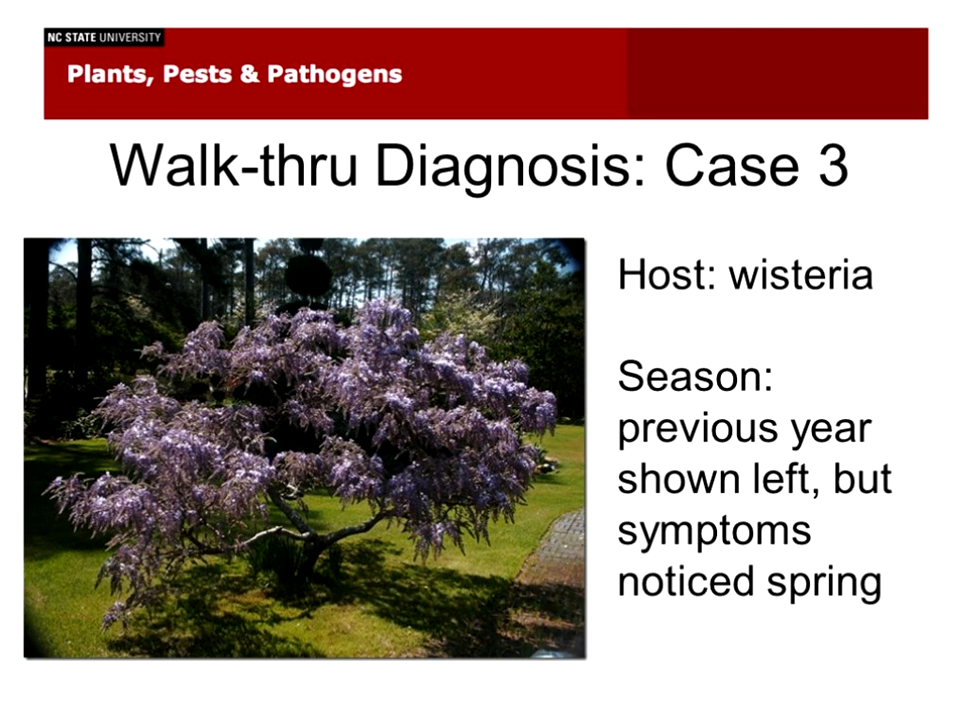 NC STATE UNIVERSITY
Plants, Pests & Pathogens
Walk-thru Diagnosis: Case 3
Host: wisteria
Season:
previous year
shown left, but
symptoms
noticed spring